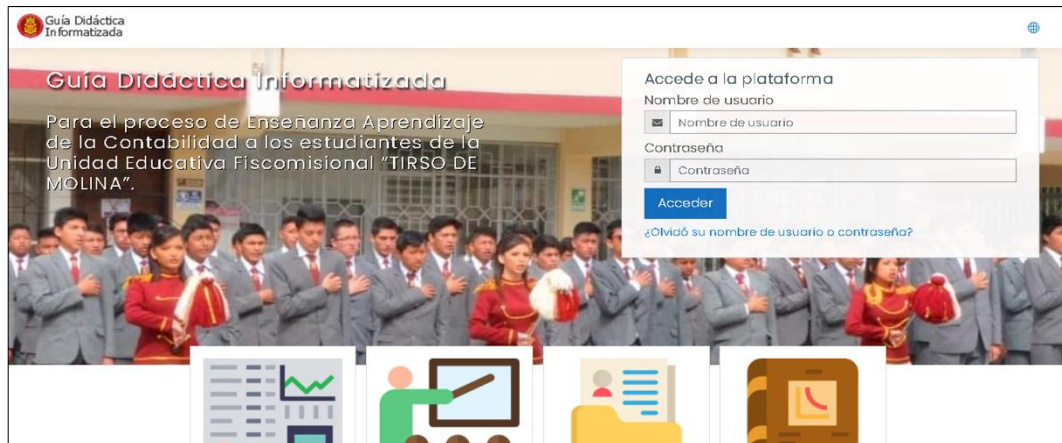 Guía Didáctica
Informatizada
Guía Didáctica Informatizada
Para el proceso de Enseñanza Aprendizaje
de la Contabilidad a los estudiantes de la
Unidad Educativa Fiscomisional “TIRSO DE
MOLINA”.
Accede a la plataforma
Nombre de usuario
Nombre de usuario
Contraseña
Contraseña
Acceder
¿Olvidó su nombre de usuario o contraseña?